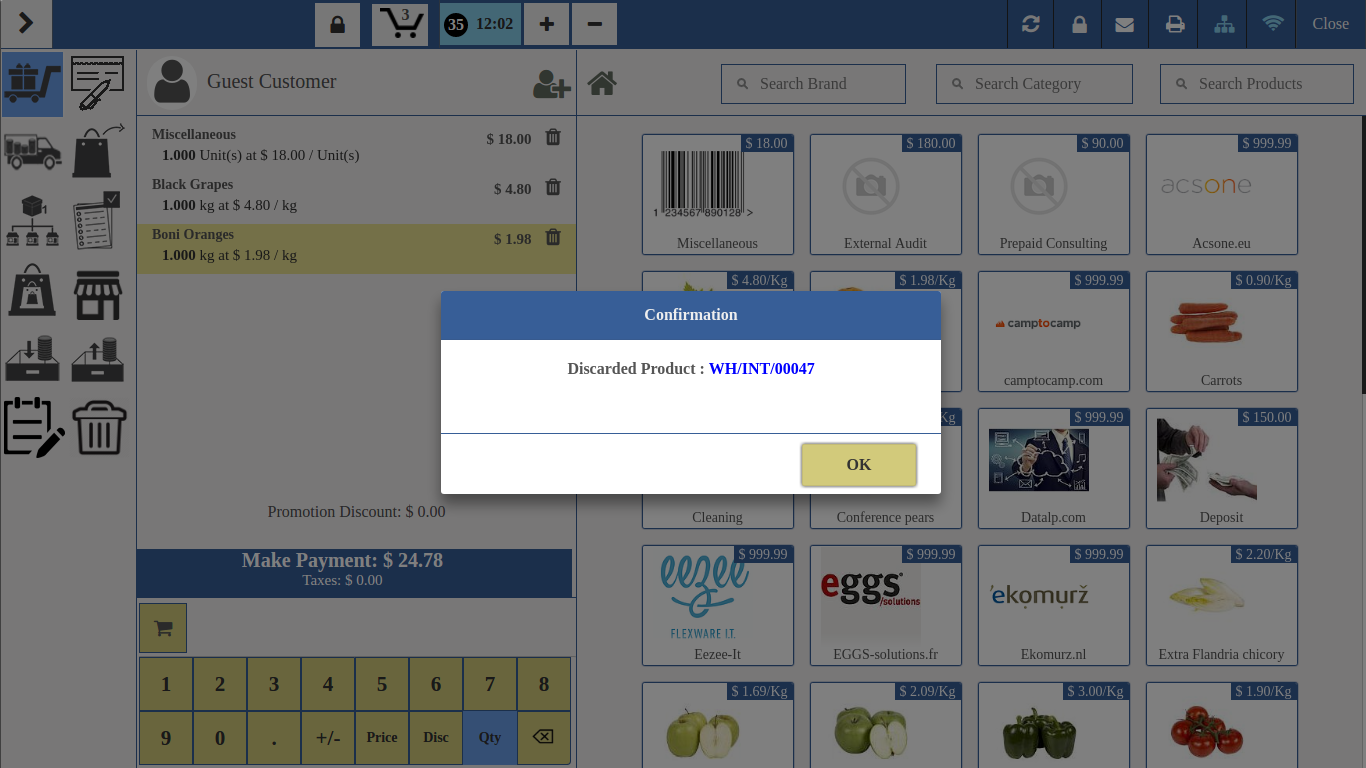 3
35 12:02
Close
Guest Customer
Search Brand
Search Category
Search Products
Miscellaneous
$ 18.00
1.000 Unit(s) at $ 18.00 / Unit(s)
Black Grapes
$ 4.80
1.000 kg at $ 4.80 / kg
Boni Oranges
$ 1.98
1.000 kg at $ 1.98 / kg
$ 18.00
1 234567 890128 >
Miscellaneous
$ 180.00
External Audit
$ 90.00
Prepaid Consulting
$ 999.99
acsone
Acsone.eu
$ 4.80/Kg
$ 1.98/Kg
$ 999.99
camptocamp
camptocamp.com
$ 0.90/Kg
Carrots
Confirmation
Discarded Product : WH/INT/00047
OK
Cleaning
Kg
Conference pears
$ 999.99
Datalp.com
$ 150.00
Deposit
Promotion Discount: $ 0.00
Make Payment: $ 24.78
Taxes: $ 0.00
$ 999.99
eezee
FLEXWARE I.T.
Eezee-It
$ 999.99
eggs
/solutions
EGGS-solutions.fr
$ 999.99
ekomurž
Ekomurz.nl
$ 2.20/Kg
Extra Flandria chicory
1 2 3 4 5 6 7 8
9 0 . +/- Price Disc Qty
$ 1.69/Kg
$ 2.09/Kg
$ 3.00/Kg
$ 1.90/Kg